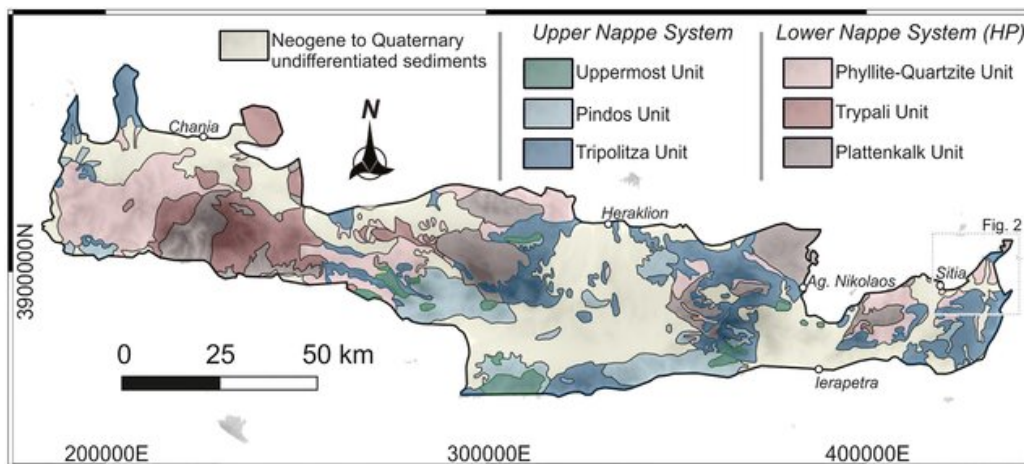 Neogene to Quaternary
undifferentiated sediments
Upper Nappe System
Uppermost Unit
Pindos Unit
Tripolitza Unit
Lower Nappe System (HP)
Phyllite-Quartzite Unit
Trypali Unit
Plattenkalk Unit
Chania
N
Heraklion
Fig. 2
Ag. Nikolaos
Sitia
Ierapetra
3900000N
0 25 50 km
200000E 300000E 400000E